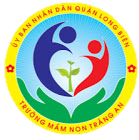 ỦY BAN NHÂN DÂN QUẬN LONG BIÊN
TRƯỜNG MẦM NON TRÀNG AN